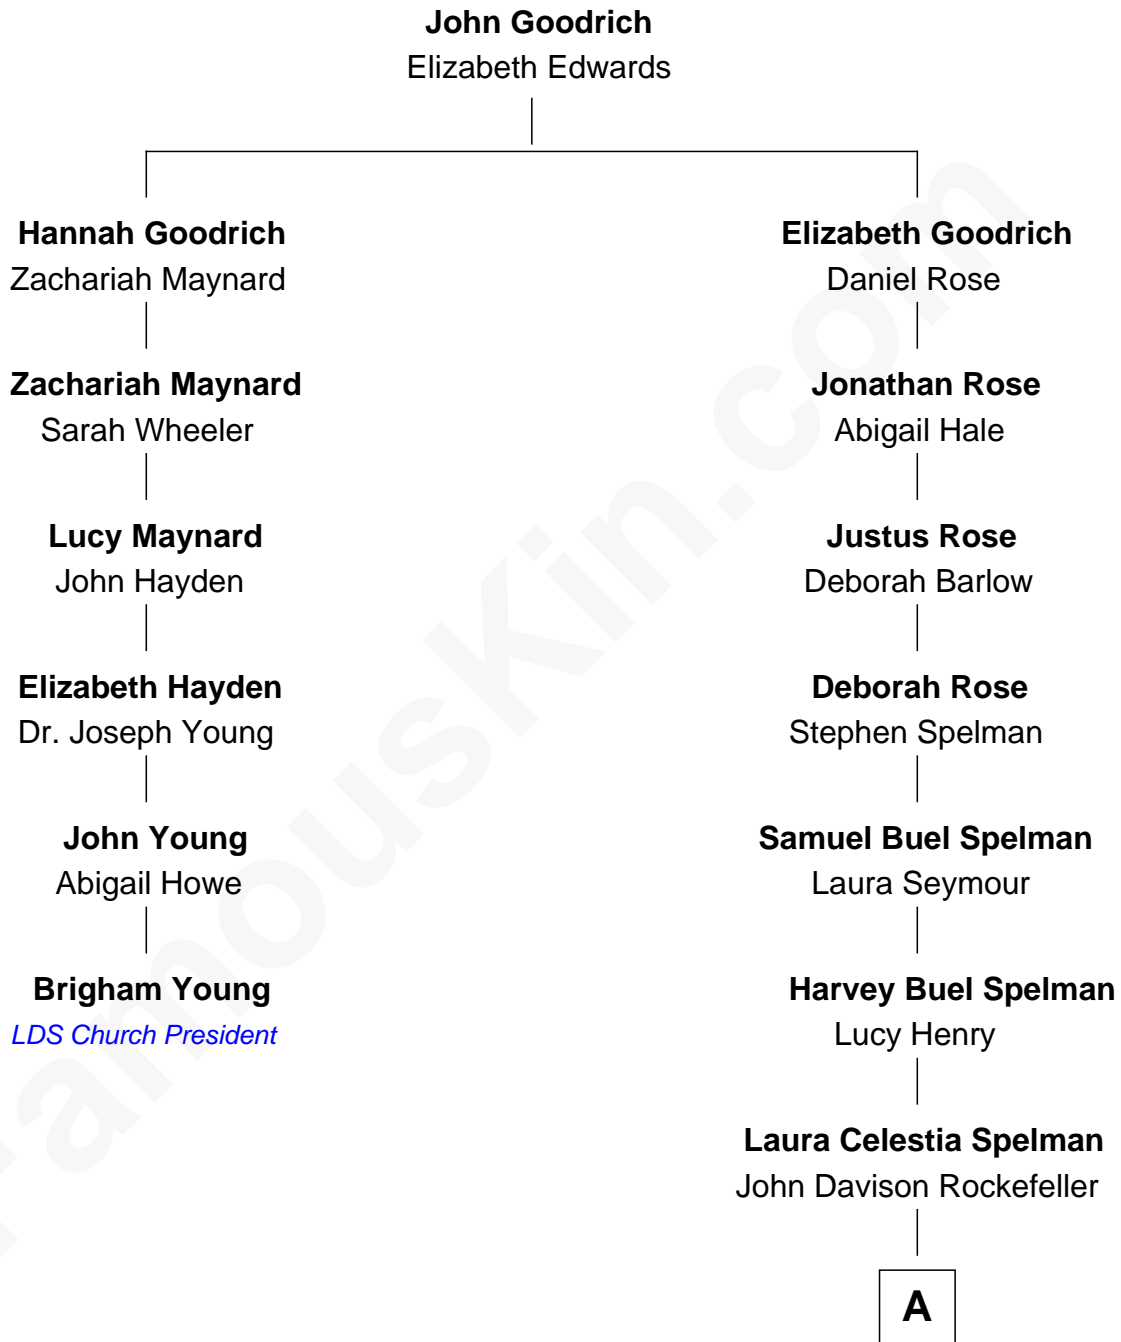 John Goodrich
Elizabeth Edwards
Hannah Goodrich
Zachariah Maynard
Elizabeth Goodrich
Daniel Rose
Zachariah Maynard
Sarah Wheeler
Jonathan Rose
Abigail Hale
Lucy Maynard
John Hayden
Justus Rose
Deborah Barlow
Elizabeth Hayden
Dr. Joseph Young
Deborah Rose
Stephen Spelman
John Young
Abigail Howe
Samuel Buel Spelman
Laura Seymour
Brigham Young
LDS Church President
Harvey Buel Spelman
Lucy Henry
Laura Celestia Spelman
John Davison Rockefeller
A
FamousKin.com